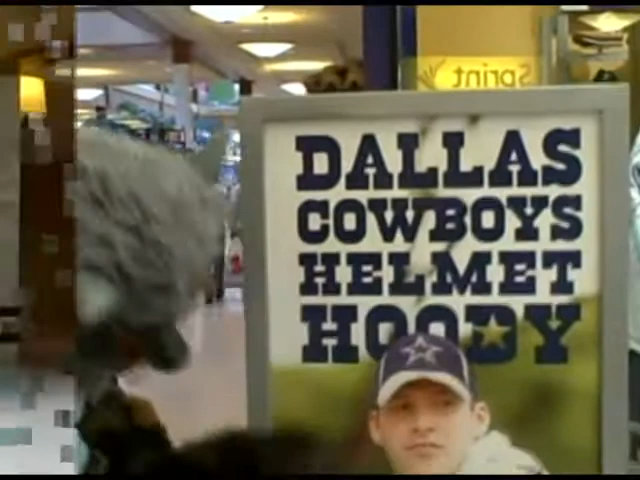 Sprint
DALLAS
COWBOYS
HELMET
HOODY